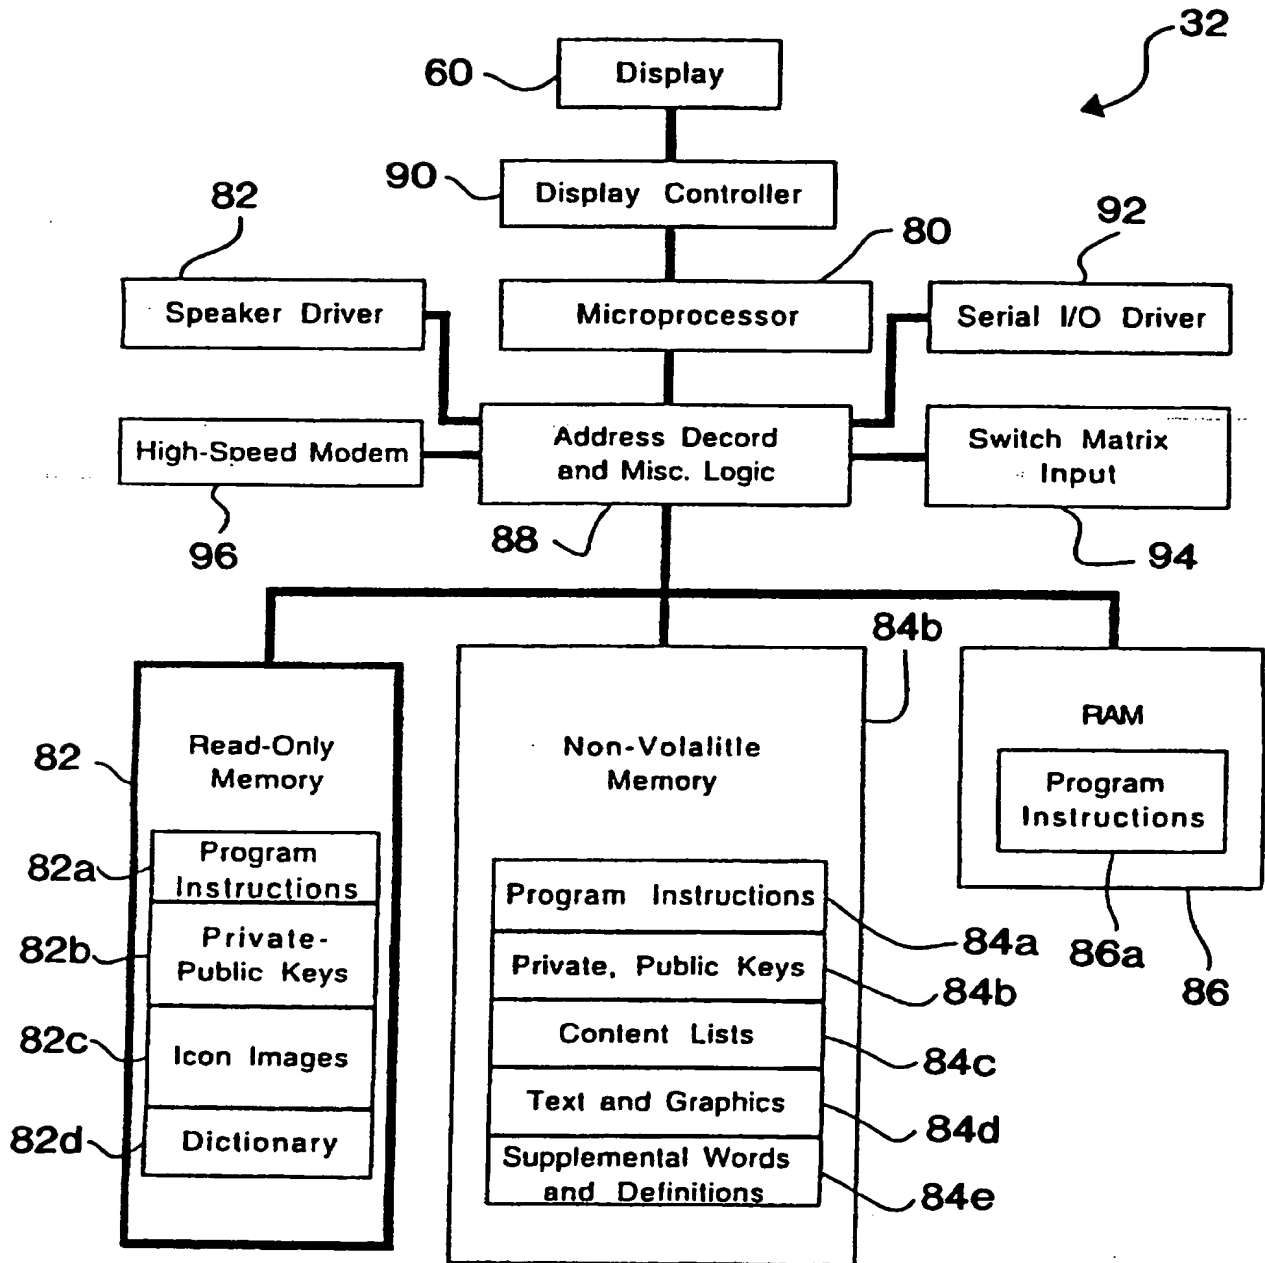 32
60
Display
90
Display Controller
82
80
92
Speaker Driver
Microprocessor
Serial I/O Driver
High-Speed Modem
Address Decord
and Misc. Logic
Switch Matrix
Input
96
88
94
84b
82
Read-Only
Memory
Non-Volalitle
Memory
RAM
Program
Instructions
82a
Program
Instructions
82b
Private-
Public Keys
82c
Icon Images
82d
Dictionary
Program Instructions
84a
Private, Public Keys
84b
Content Lists
84c
Text and Graphics
84d
Supplemental Words
and Definitions
84e
86a
86